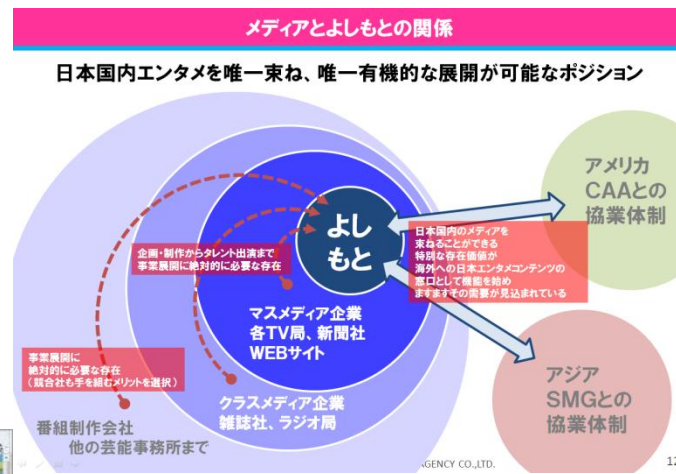 メディアとよしもとの関係
日本国内エンタメを唯一束ね、唯一有機的な展開が可能なポジション
アメリカ
CAAとの
協業体制
よし
もと
日本国内のメディアを
束ねることができる
特別な存在価値が
海外への日本エンタメコンテンツの
窓口として機能を始め
ますますその需要が見込まれている
企画・制作からタレント出演まで
事業展開に絶対的に必要な存在
マスメディア企業
各TV局、新聞社
WEBサイト
事業展開に
絶対的に必要な存在
(競合社も手を組むメリットを選択)
クラスメディア企業
雑誌社、ラジオ局
アジア
SMGとの
協業体制
番組制作会社
他の芸能事務所まで
AGENCY CO.,LTD.
12